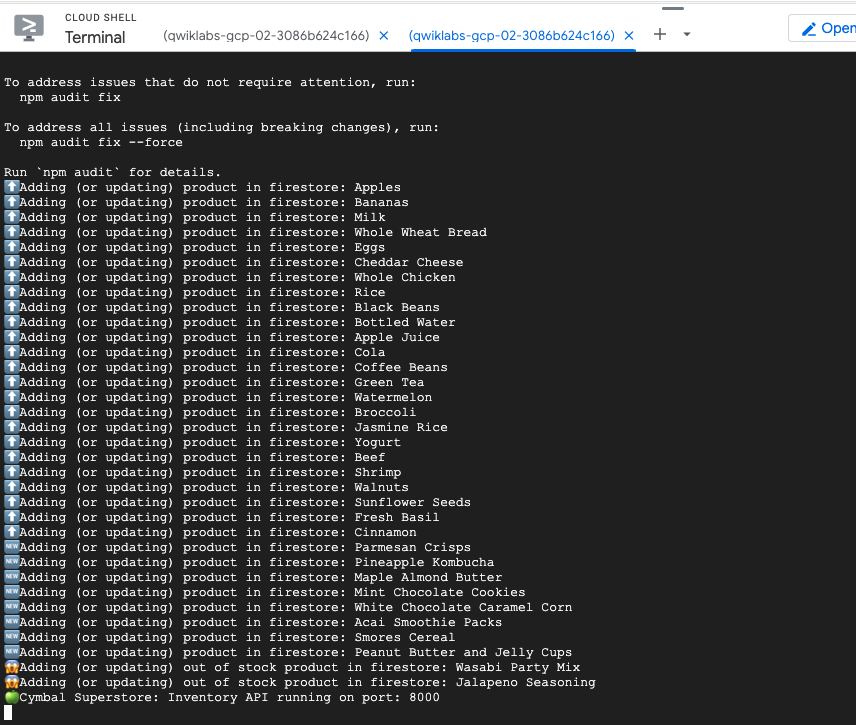 CLOUD SHELL
Terminal
(qwiklabs-gcp-02-3086b624c166) ✕
(qwiklabs-gcp-02-3086b624c166) ✕
Open
To address issues that do not require attention, run:
npm audit fix
To address all issues (including breaking changes), run:
npm audit fix --force
Run `npm audit` for details.
⬆️Adding (or updating) product in firestore: Apples
⬆️Adding (or updating) product in firestore: Bananas
⬆️Adding (or updating) product in firestore: Milk
⬆️Adding (or updating) product in firestore: Whole Wheat Bread
⬆️Adding (or updating) product in firestore: Eggs
⬆️Adding (or updating) product in firestore: Cheddar Cheese
⬆️Adding (or updating) product in firestore: Whole Chicken
⬆️Adding (or updating) product in firestore: Rice
⬆️Adding (or updating) product in firestore: Black Beans
⬆️Adding (or updating) product in firestore: Bottled Water
⬆️Adding (or updating) product in firestore: Apple Juice
⬆️Adding (or updating) product in firestore: Cola
⬆️Adding (or updating) product in firestore: Coffee Beans
⬆️Adding (or updating) product in firestore: Green Tea
⬆️Adding (or updating) product in firestore: Watermelon
⬆️Adding (or updating) product in firestore: Broccoli
⬆️Adding (or updating) product in firestore: Jasmine Rice
⬆️Adding (or updating) product in firestore: Yogurt
⬆️Adding (or updating) product in firestore: Beef
⬆️Adding (or updating) product in firestore: Shrimp
⬆️Adding (or updating) product in firestore: Walnuts
⬆️Adding (or updating) product in firestore: Sunflower Seeds
⬆️Adding (or updating) product in firestore: Fresh Basil
⬆️Adding (or updating) product in firestore: Cinnamon
🆕Adding (or updating) product in firestore: Parmesan Crisps
🆕Adding (or updating) product in firestore: Pineapple Kombucha
🆕Adding (or updating) product in firestore: Maple Almond Butter
🆕Adding (or updating) product in firestore: Mint Chocolate Cookies
🆕Adding (or updating) product in firestore: White Chocolate Caramel Corn
🆕Adding (or updating) product in firestore: Acai Smoothie Packs
🆕Adding (or updating) product in firestore: Smores Cereal
🆕Adding (or updating) product in firestore: Peanut Butter and Jelly Cups
😱Adding (or updating) out of stock product in firestore: Wasabi Party Mix
😱Adding (or updating) out of stock product in firestore: Jalapeno Seasoning
🍏Cymbal Superstore: Inventory API running on port: 8000